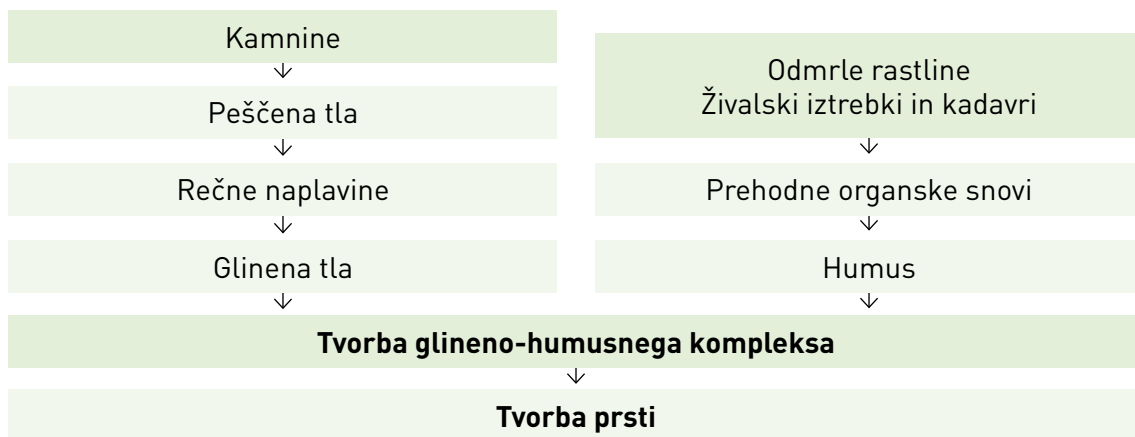 Kamnine
Peščena tla
Rečne naplavine
Glinena tla
Odmrle rastline
Živalski iztrebki in kadavri
Prehodne organske snovi
Humus
Tvorba glineno-humusnega kompleksa
Tvorba prsti